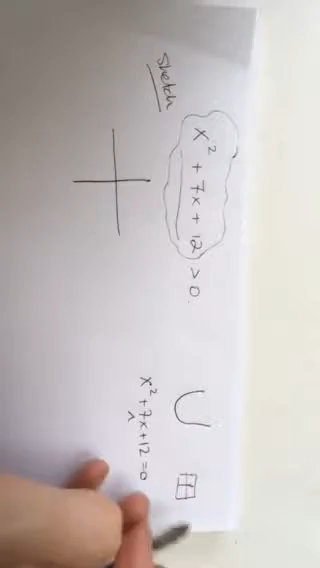 x² + 7x + 12 > 0
Sketch
x² + 7x + 12 = 0